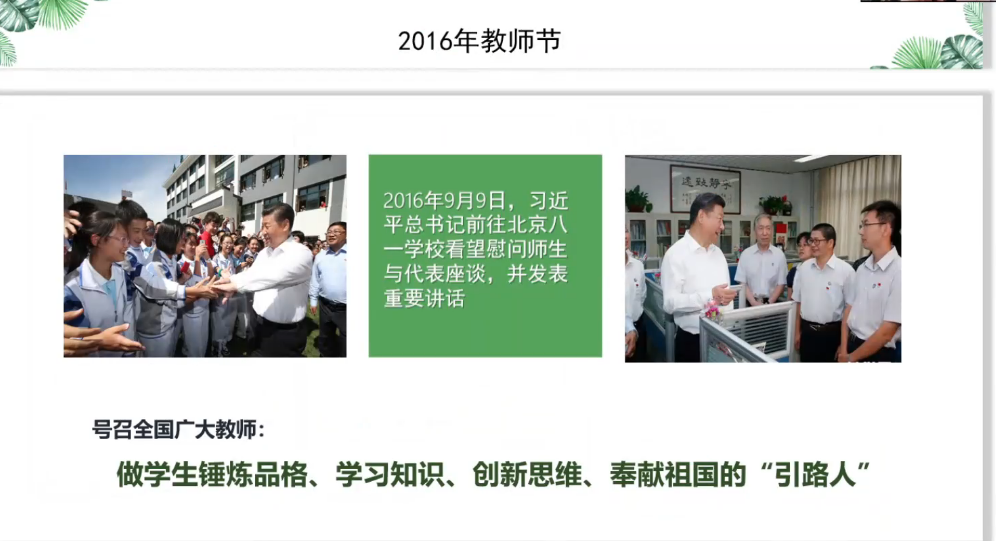 2016年教师节
2016年9月9日，习近
平总书记前往北京八
一学校看望慰问师生
与代表座谈，并发表
重要讲话
遠致靜寧
号召全国广大教师：
做学生锤炼品格、学习知识、创新思维、奉献祖国的“引路人”